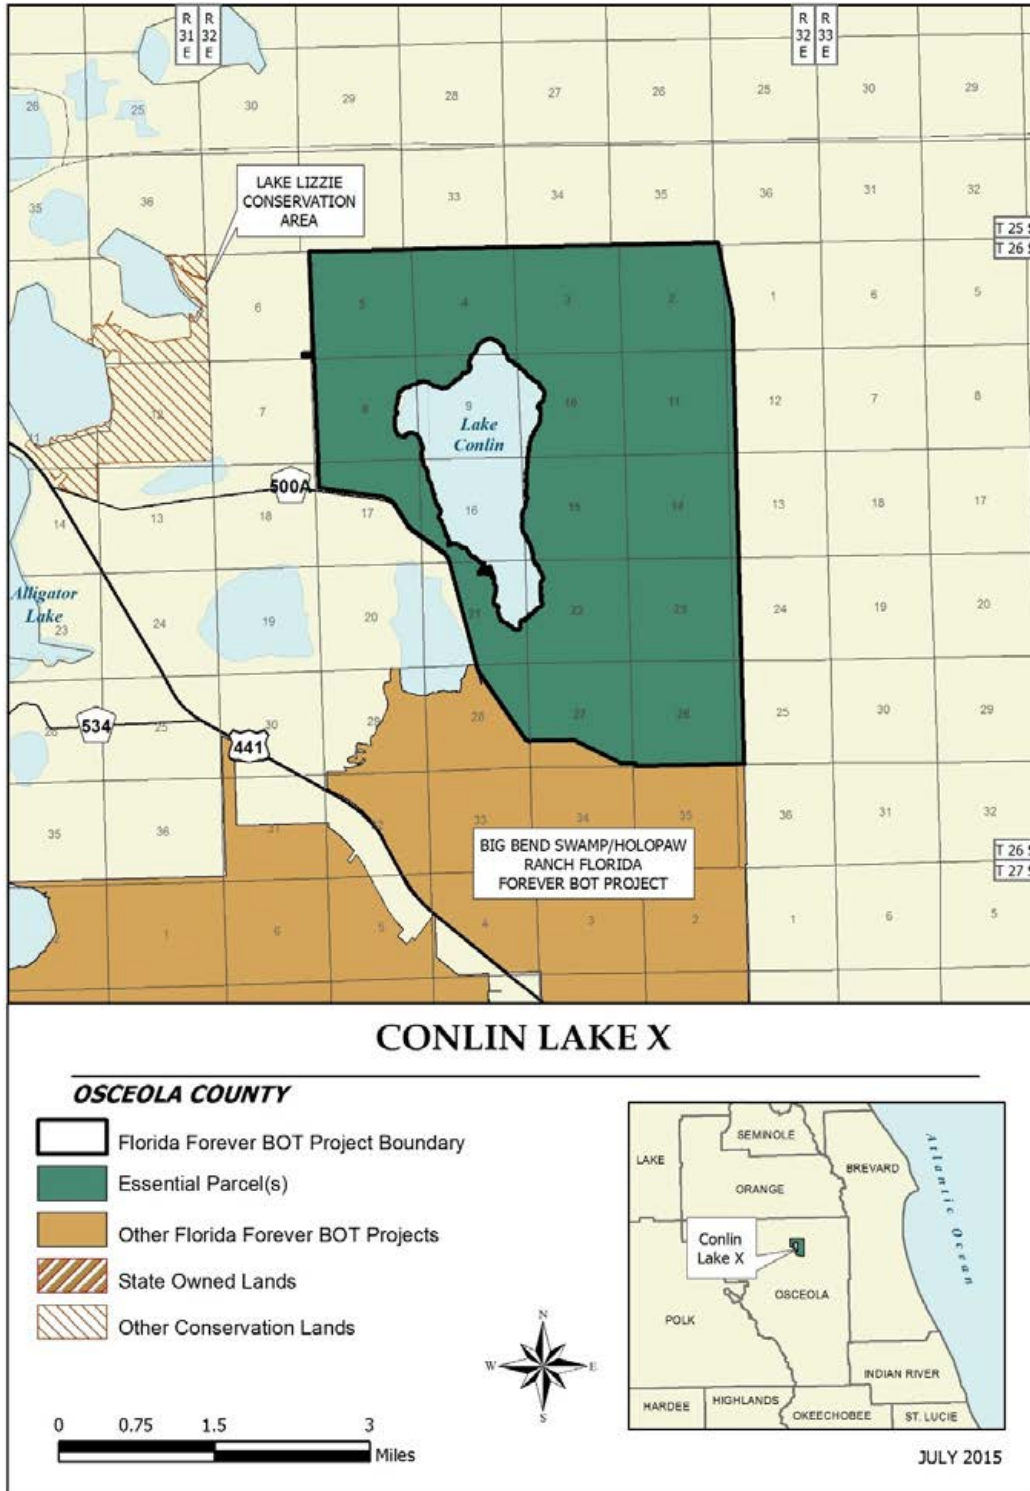 R
31
E
R
32
E
R
32
E
R
33
E
26
25
30
29
28
27
26
25
30
29
35
36
LAKE LIZZIE
CONSERVATION
AREA
33
34
35
36
31
32
T 25 S
T 26 S
6
5
4
3
2
1
6
5
12
7
8
9
10
11
12
7
8
Lake
Conlin
11
500A
14
13
18
17
16
15
14
13
18
17
Alligator
Lake
23
24
19
20
21
22
23
24
19
20
534
26
25
30
441
29
28
27
26
25
30
29
35
36
31
32
33
34
35
36
31
32
BIG BEND SWAMP/HOLOPAW
RANCH FLORIDA
FOREVER BOT PROJECT
T 26 S
T 27 S
2
1
6
5
4
3
2
1
6
5
CONLIN LAKE X
OSCEOLA COUNTY
Florida Forever BOT Project Boundary
Essential Parcel(s)
Other Florida Forever BOT Projects
State Owned Lands
Other Conservation Lands
0 0.75 1.5 3
Miles
N
W E
S
SEMINOLE
LAKE
BREVARD
ORANGE
Atlantic Ocean
Conlin
Lake X
OSCEOLA
POLK
INDIAN RIVER
HARDEE
HIGHLANDS
OKEECHOBEE
ST. LUCIE
JULY 2015